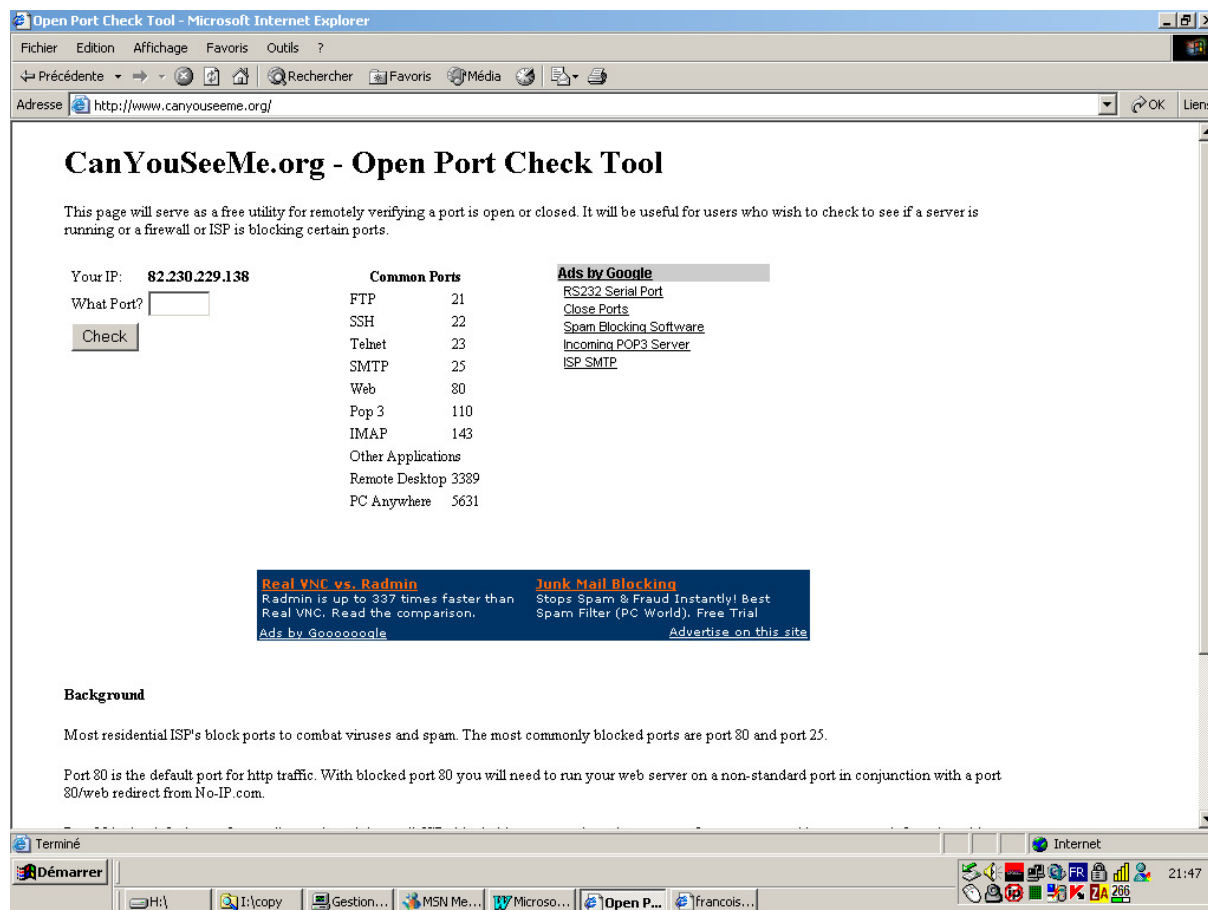 Open Port Check Tool - Microsoft Internet Explorer
Fichier Edition Affichage Favoris Outils ?
Précédente Rechercher Favoris Média
Adresse http://www.canyouseeme.org/ OK Liens
CanYouSeeMe.org - Open Port Check Tool
This page will serve as a free utility for remotely verifying a port is open or closed. It will be useful for users who wish to check to see if a server is
running or a firewall or ISP is blocking certain ports.
Your IP: 82.230.229.138
What Port?
Check
Common Ports
FTP 21
SSH 22
Telnet 23
SMTP 25
Web 80
Pop 3 110
IMAP 143
Other Applications
Remote Desktop 3389
PC Anywhere 5631
Ads by Google
RS232 Serial Port
Close Ports
Spam Blocking Software
Incoming POP3 Server
ISP SMTP
Real VNC vs. Radmin
Radmin is up to 337 times faster than
Real VNC. Read the comparison.
Ads by Goooooogle
Junk Mail Blocking
Stops Spam & Fraud Instantly! Best
Spam Filter (PC World). Free Trial
Advertise on this site
Background
Most residential ISP's block ports to combat viruses and spam. The most commonly blocked ports are port 80 and port 25.
Port 80 is the default port for http traffic. With blocked port 80 you will need to run your web server on a non-standard port in conjunction with a port
80/web redirect from No-IP.com.
Terminé Internet
Démarrer FR 21:47
H:\ I:\copy Gestion... MSN Me... Microso... Open P... francois... ip K ZA 266